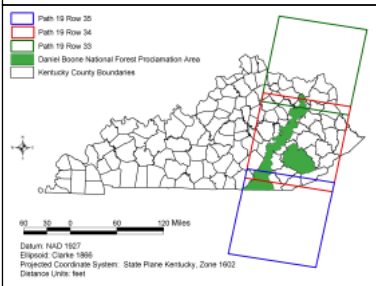 Path 19 Row 35
Path 19 Row 34
Path 19 Row 33
Daniel Boone National Forest Proclamation Area
Kentucky County Boundaries
60 30 0 60 120 Miles
Datum: NAD 1927
Ellipsoid: Clarke 1866
Projected Coordinate System: State Plane Kentucky, Zone 1602
Distance Units: feet